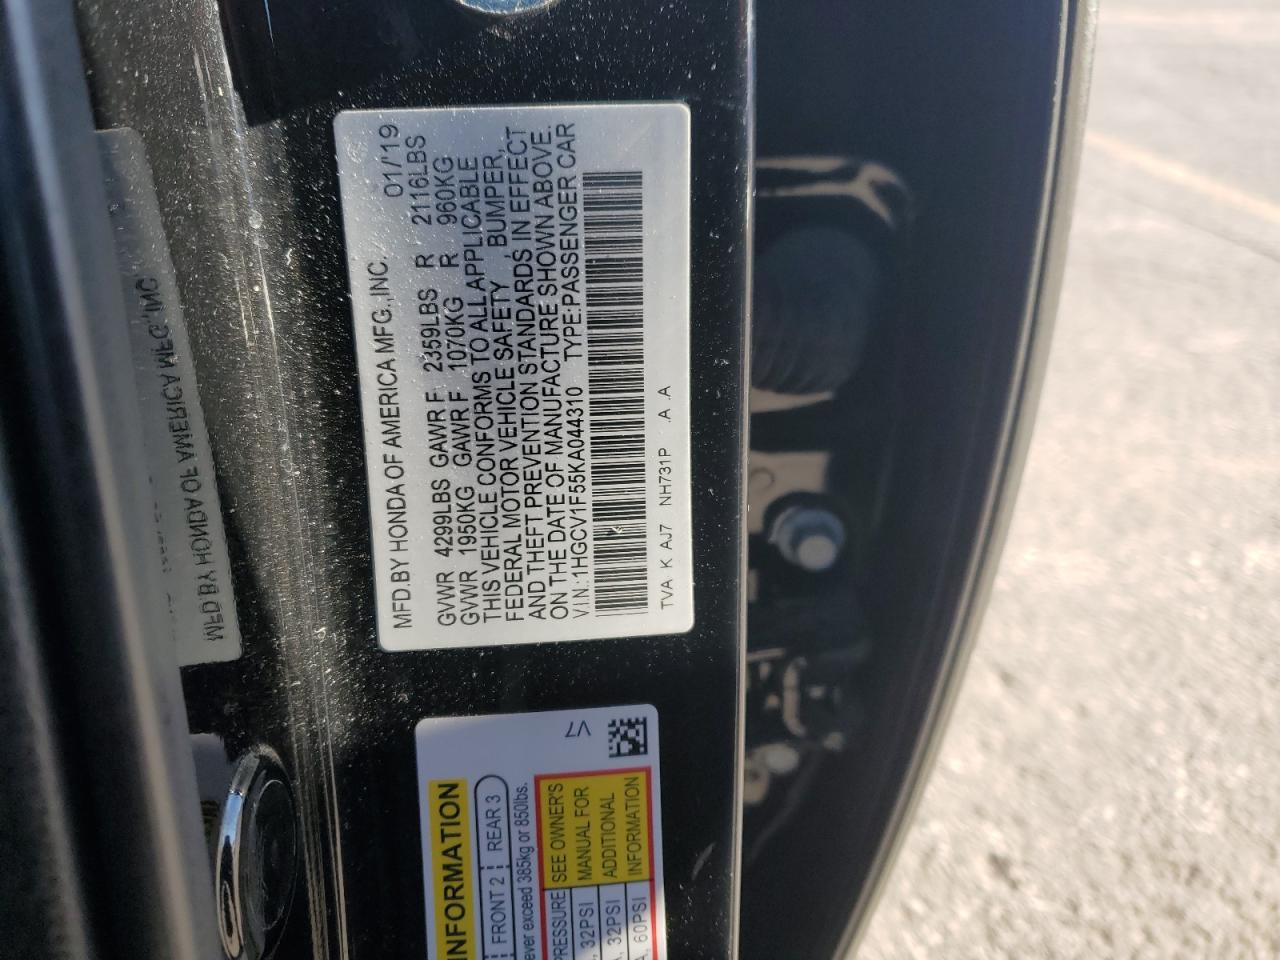 MFD.BY HONDA OF AMERICA MFG.,INC. 01/'19
GVWR 4299LBS GAWR F 2359LBS R 2116LBS
GVWR 1950KG GAWR F 1070KG R 960KG
THIS VEHICLE CONFORMS TO ALL APPLICABLE
FEDERAL MOTOR VEHICLE SAFETY , BUMPER,
AND THEFT PREVENTION STANDARDS IN EFFECT
ON THE DATE OF MANUFACTURE SHOWN ABOVE.
V.I.N.:1HGCV1F55KA044310 TYPE:PASSENGER CAR
TVA K AJ7 NH731P .A .A
V7
INFORMATION
FRONT 2 REAR 3
ever exceed 385kg or 850lbs.
PRESSURE SEE OWNER'S
32PSI MANUAL FOR
32PSI ADDITIONAL
60PSI INFORMATION
MFD.BY HONDA OF AMERICA MFG.,INC.